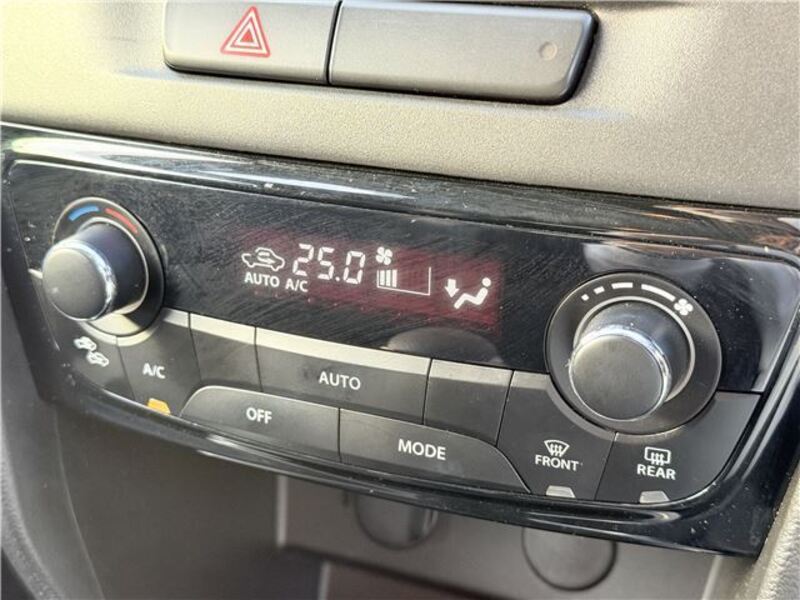 25.0
AUTO A/C
A/C
AUTO
OFF
MODE
FRONT
REAR